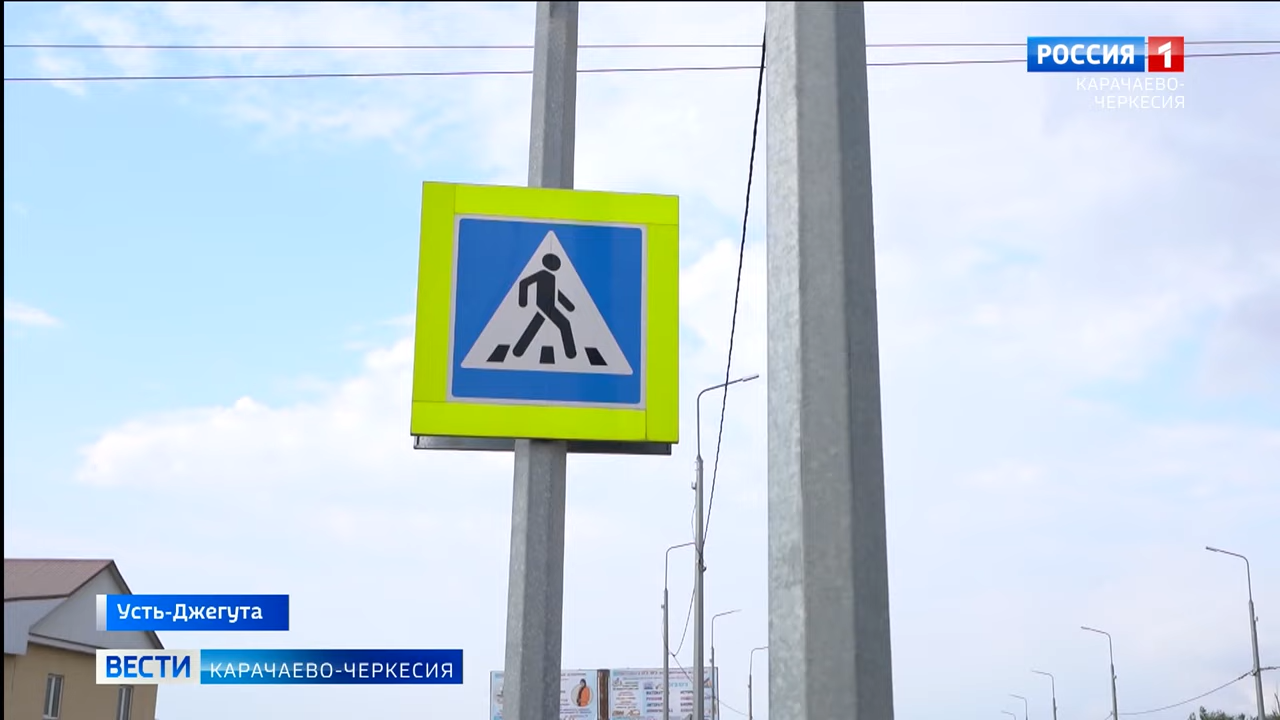 РОССИЯ 1
КАРАЧАЕВО-
ЧЕРКЕСИЯ
Усть-Джегута
ВЕСТИ КАРАЧАЕВО-ЧЕРКЕСИЯ